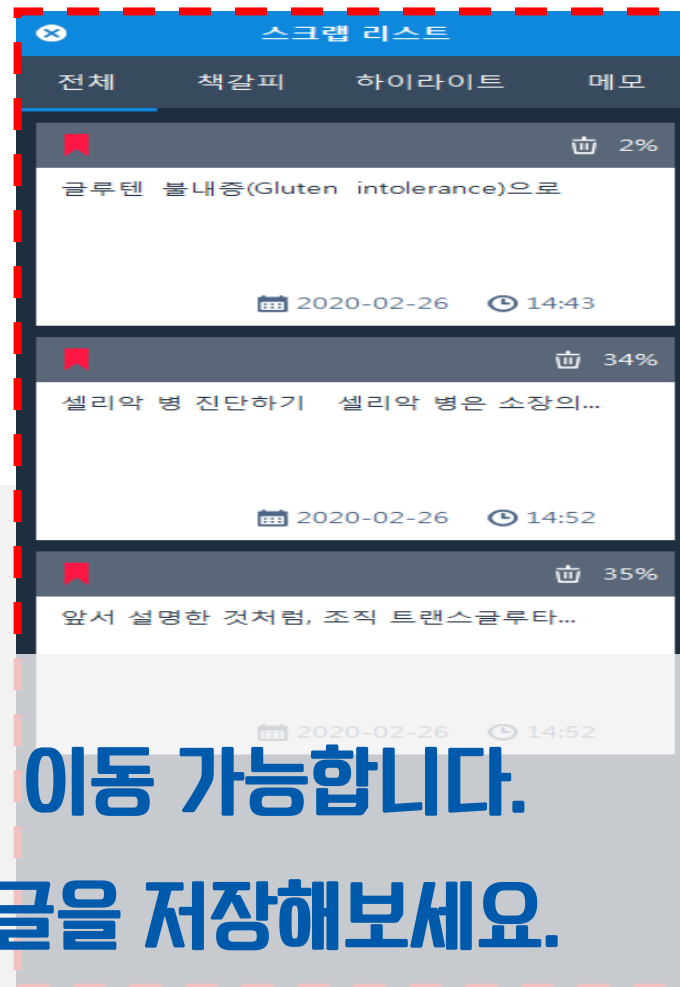 스크랩 리스트
전체 책갈피 하이라이트 메모
2%
글루텐 불내증(Gluten intolerance)으로
2020-02-26 14:43
34%
셀리악 병 진단하기 셀리악 병은 소장의...
2020-02-26 14:52
35%
앞서 설명한 것처럼, 조직 트랜스글루타...
2020-02-26 14:52
이동 가능합니다.
글을 저장해보세요.